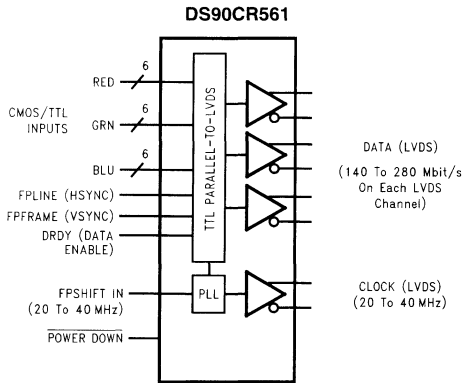 DS90CR561
6
RED
CMOS/TTL
INPUTS
6
GRN
6
BLU
FPLINE (HSYNC)
FPFRAME (VSYNC)
DRDY (DATA
ENABLE)
TTL PARALLEL-TO-LVDS
DATA (LVDS)
(140 To 280 Mbit/s
On Each LVDS
Channel)
FPSHIFT IN
(20 To 40 MHz)
PLL
CLOCK (LVDS)
(20 To 40 MHz)
POWER DOWN